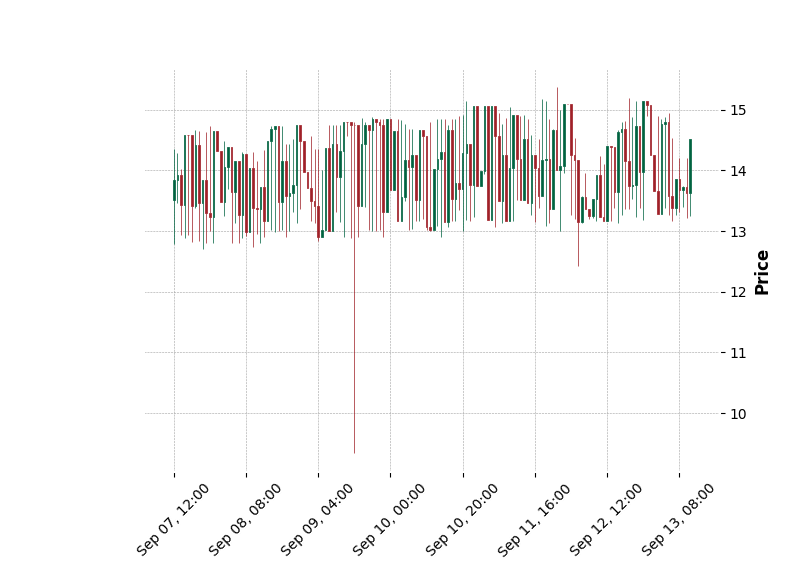 15
14
13
12
11
10
Price
Sep 07, 12:00
Sep 08, 08:00
Sep 09, 04:00
Sep 10, 00:00
Sep 10, 20:00
Sep 11, 16:00
Sep 12, 12:00
Sep 13, 08:00